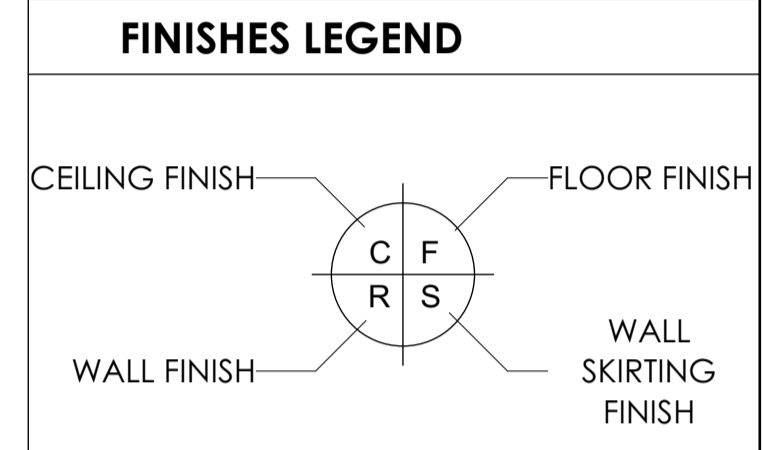 FINISHES LEGEND
CEILING FINISH
FLOOR FINISH
C F
R S
WALL FINISH
WALL
SKIRTING
FINISH